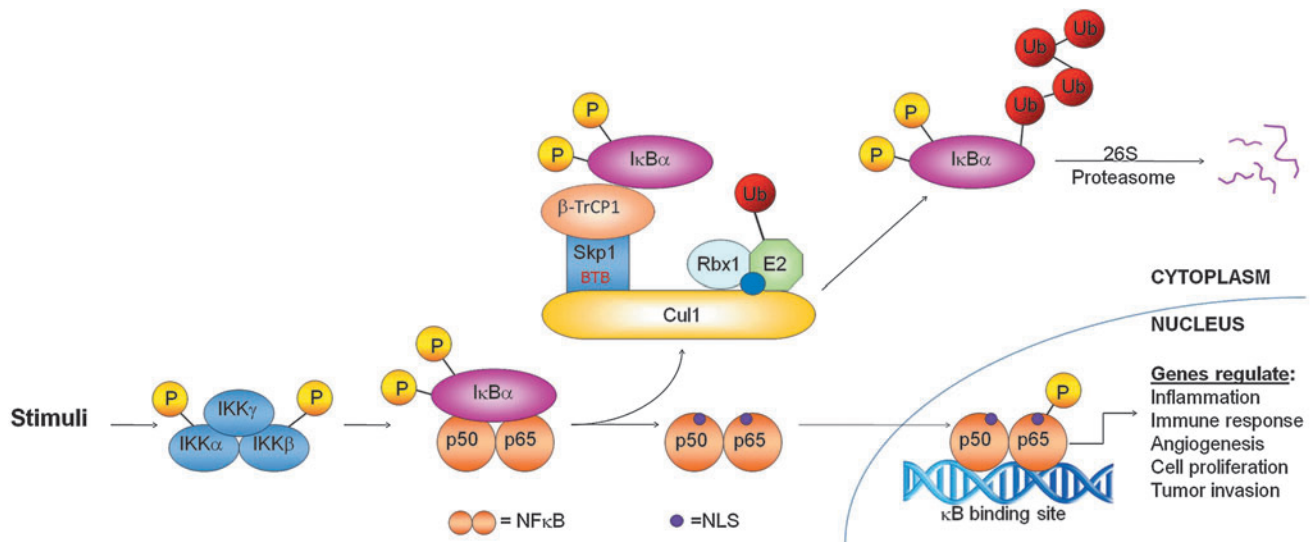 Ub
Ub
Ub
Ub
P
P
IκBα
P
P
IκBα
26S
Proteasome
β-TrCP1
Skp1
BTB
Ub
Rbx1
E2
Cul1
CYTOPLASM
NUCLEUS
Stimuli
P
P
IKKγ
IKKα
IKKβ
P
P
IκBα
p50
p65
p50
p65
P
p50
p65
κB binding site
Genes regulate:
Inflammation
Immune response
Angiogenesis
Cell proliferation
Tumor invasion
= NFκB
=NLS